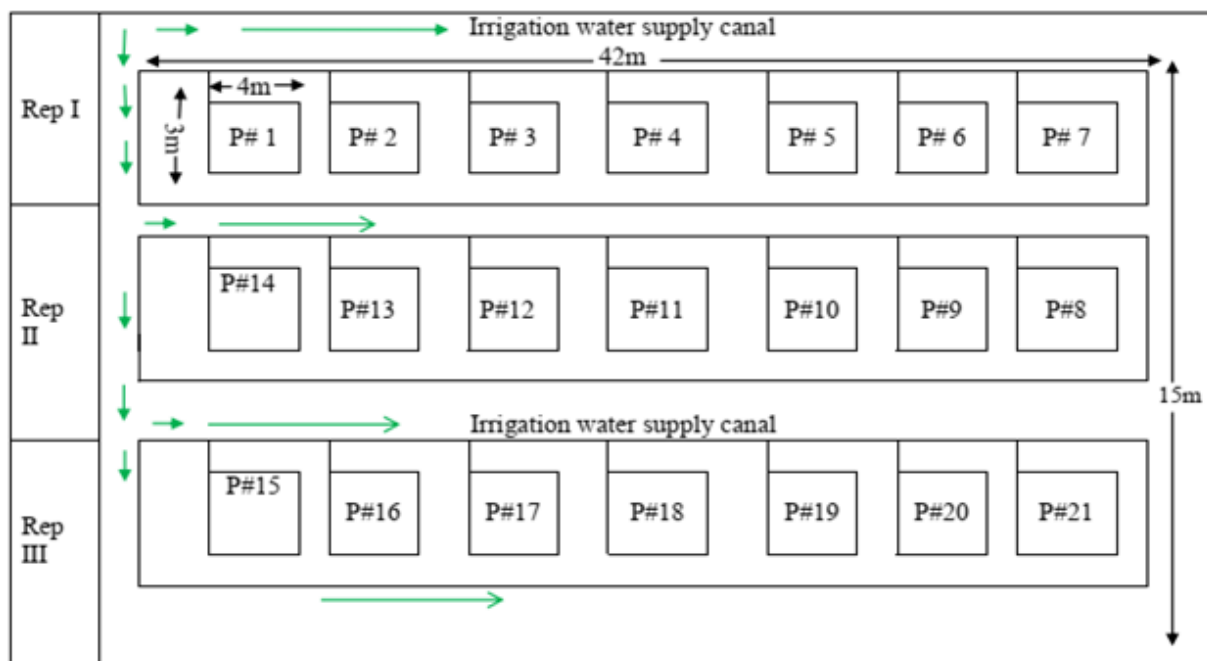 Irrigation water supply canal
42m
Rep I
4m
3m
P# 1
P# 2
P# 3
P# 4
P# 5
P# 6
P# 7
Rep
II
P#14
P#13
P#12
P#11
P#10
P#9
P#8
15m
Irrigation water supply canal
Rep
III
P#15
P#16
P#17
P#18
P#19
P#20
P#21